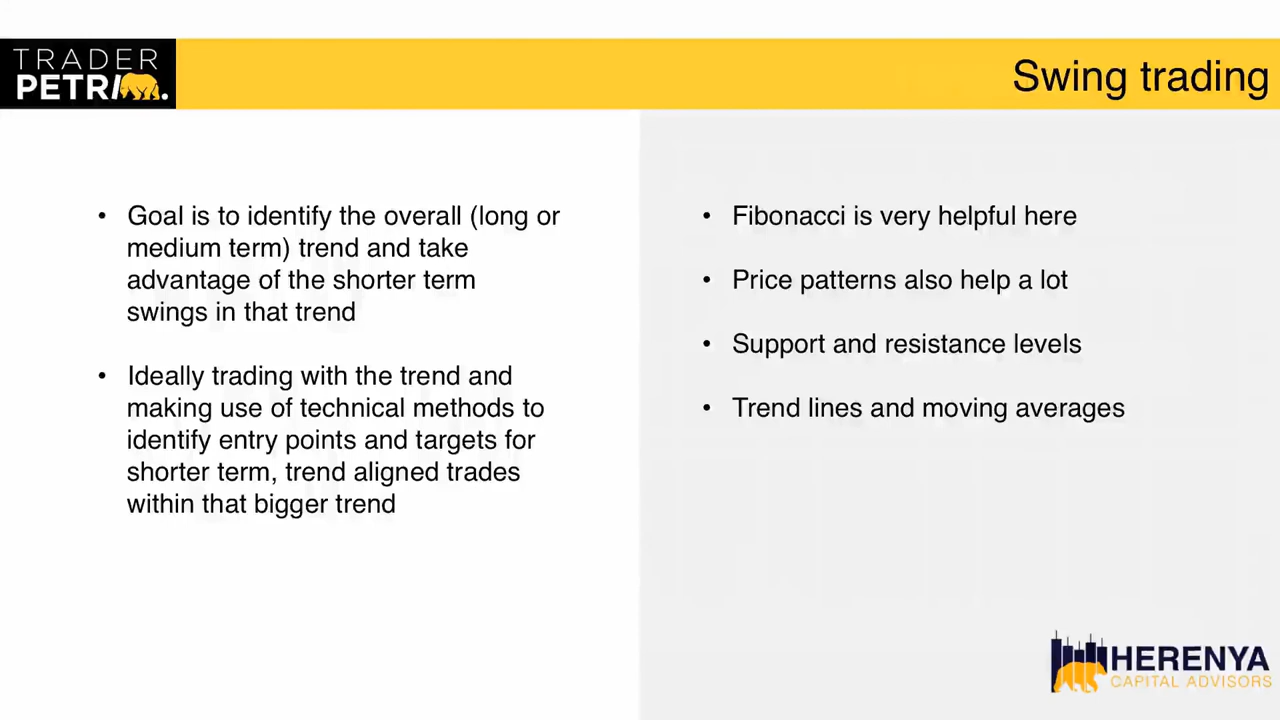 TRADER
PETRI.
Swing trading
• Goal is to identify the overall (long or
medium term) trend and take
advantage of the shorter term
swings in that trend
• Ideally trading with the trend and
making use of technical methods to
identify entry points and targets for
shorter term, trend aligned trades
within that bigger trend
• Fibonacci is very helpful here
• Price patterns also help a lot
• Support and resistance levels
• Trend lines and moving averages
HERENYA
CAPITAL ADVISORS